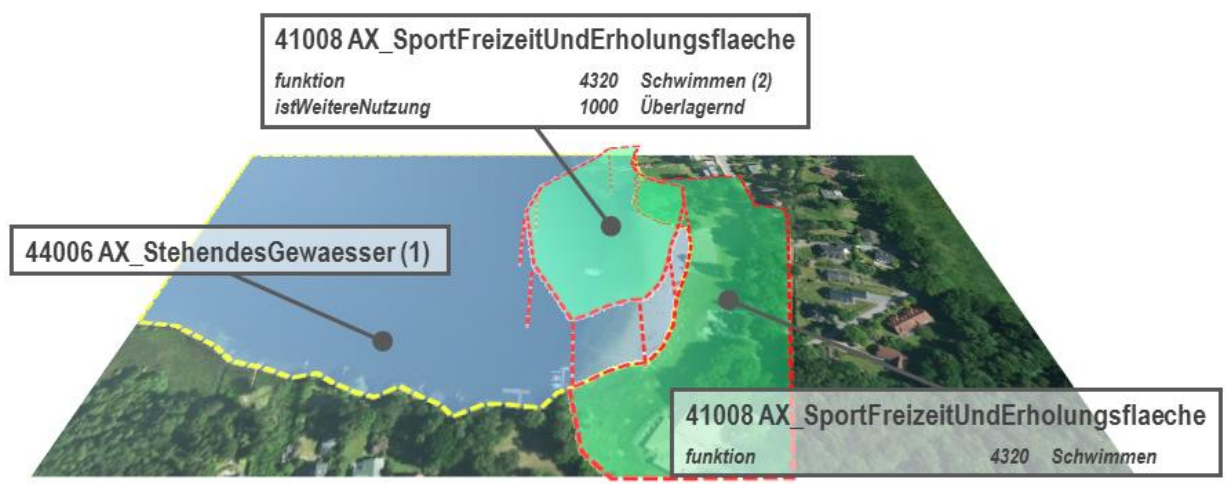 41008 AX_SportFreizeitUndErholungsflaeche
funktion 4320 Schwimmen (2)
istWeitereNutzung 1000 Überlagernd
44006 AX_StehendesGewaesser (1)
41008 AX_SportFreizeitUndErholungsflaeche
funktion 4320 Schwimmen